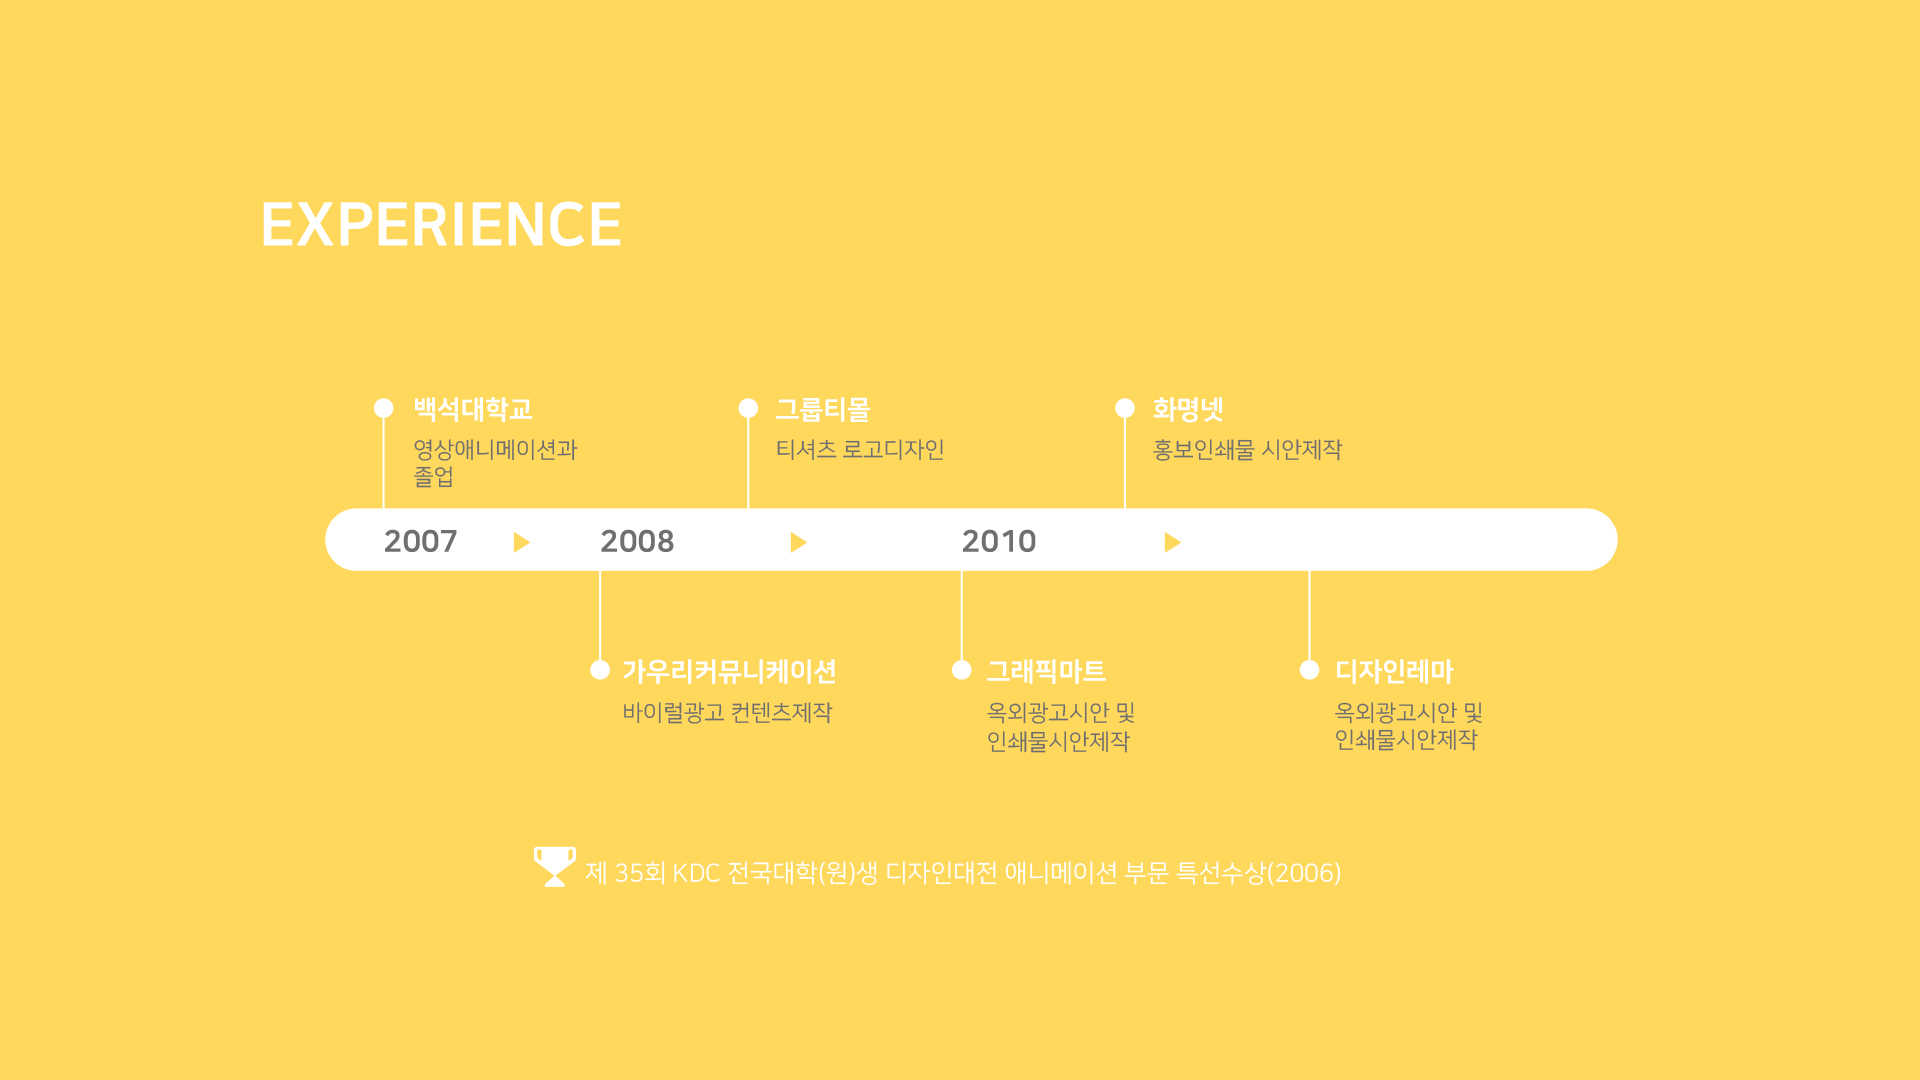 EXPERIENCE
백석대학교
영상애니메이션과
졸업
그룹티몰
티셔츠 로고디자인
화명넷
홍보인쇄물 시안제작
2007
2008
2010
가우리커뮤니케이션
바이럴광고 컨텐츠제작
그래픽마트
옥외광고시안 및
인쇄물시안제작
디자인레마
옥외광고시안 및
인쇄물시안제작
제 35회 KDC 전국대학(원)생 디자인대전 애니메이션 부문 특선수상(2006)